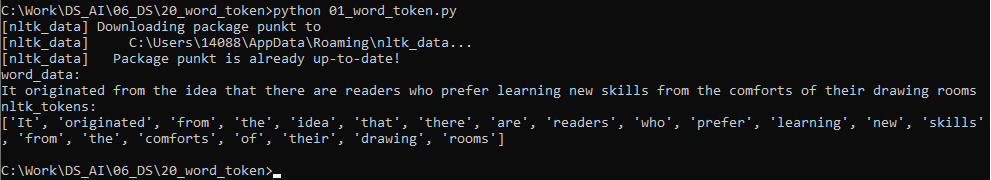 C:\Work\DS_AI\06_DS\20_word_token>python 01_word_token.py
[nltk_data] Downloading package punkt to
[nltk_data]     C:\Users\14088\AppData\Roaming\nltk_data...
[nltk_data]   Package punkt is already up-to-date!
word_data:
It originated from the idea that there are readers who prefer learning new skills from the comforts of their drawing rooms
nltk_tokens:
['It', 'originated', 'from', 'the', 'idea', 'that', 'there', 'are', 'readers', 'who', 'prefer', 'learning', 'new', 'skills'
, 'from', 'the', 'comforts', 'of', 'their', 'drawing', 'rooms']
C:\Work\DS_AI\06_DS\20_word_token>